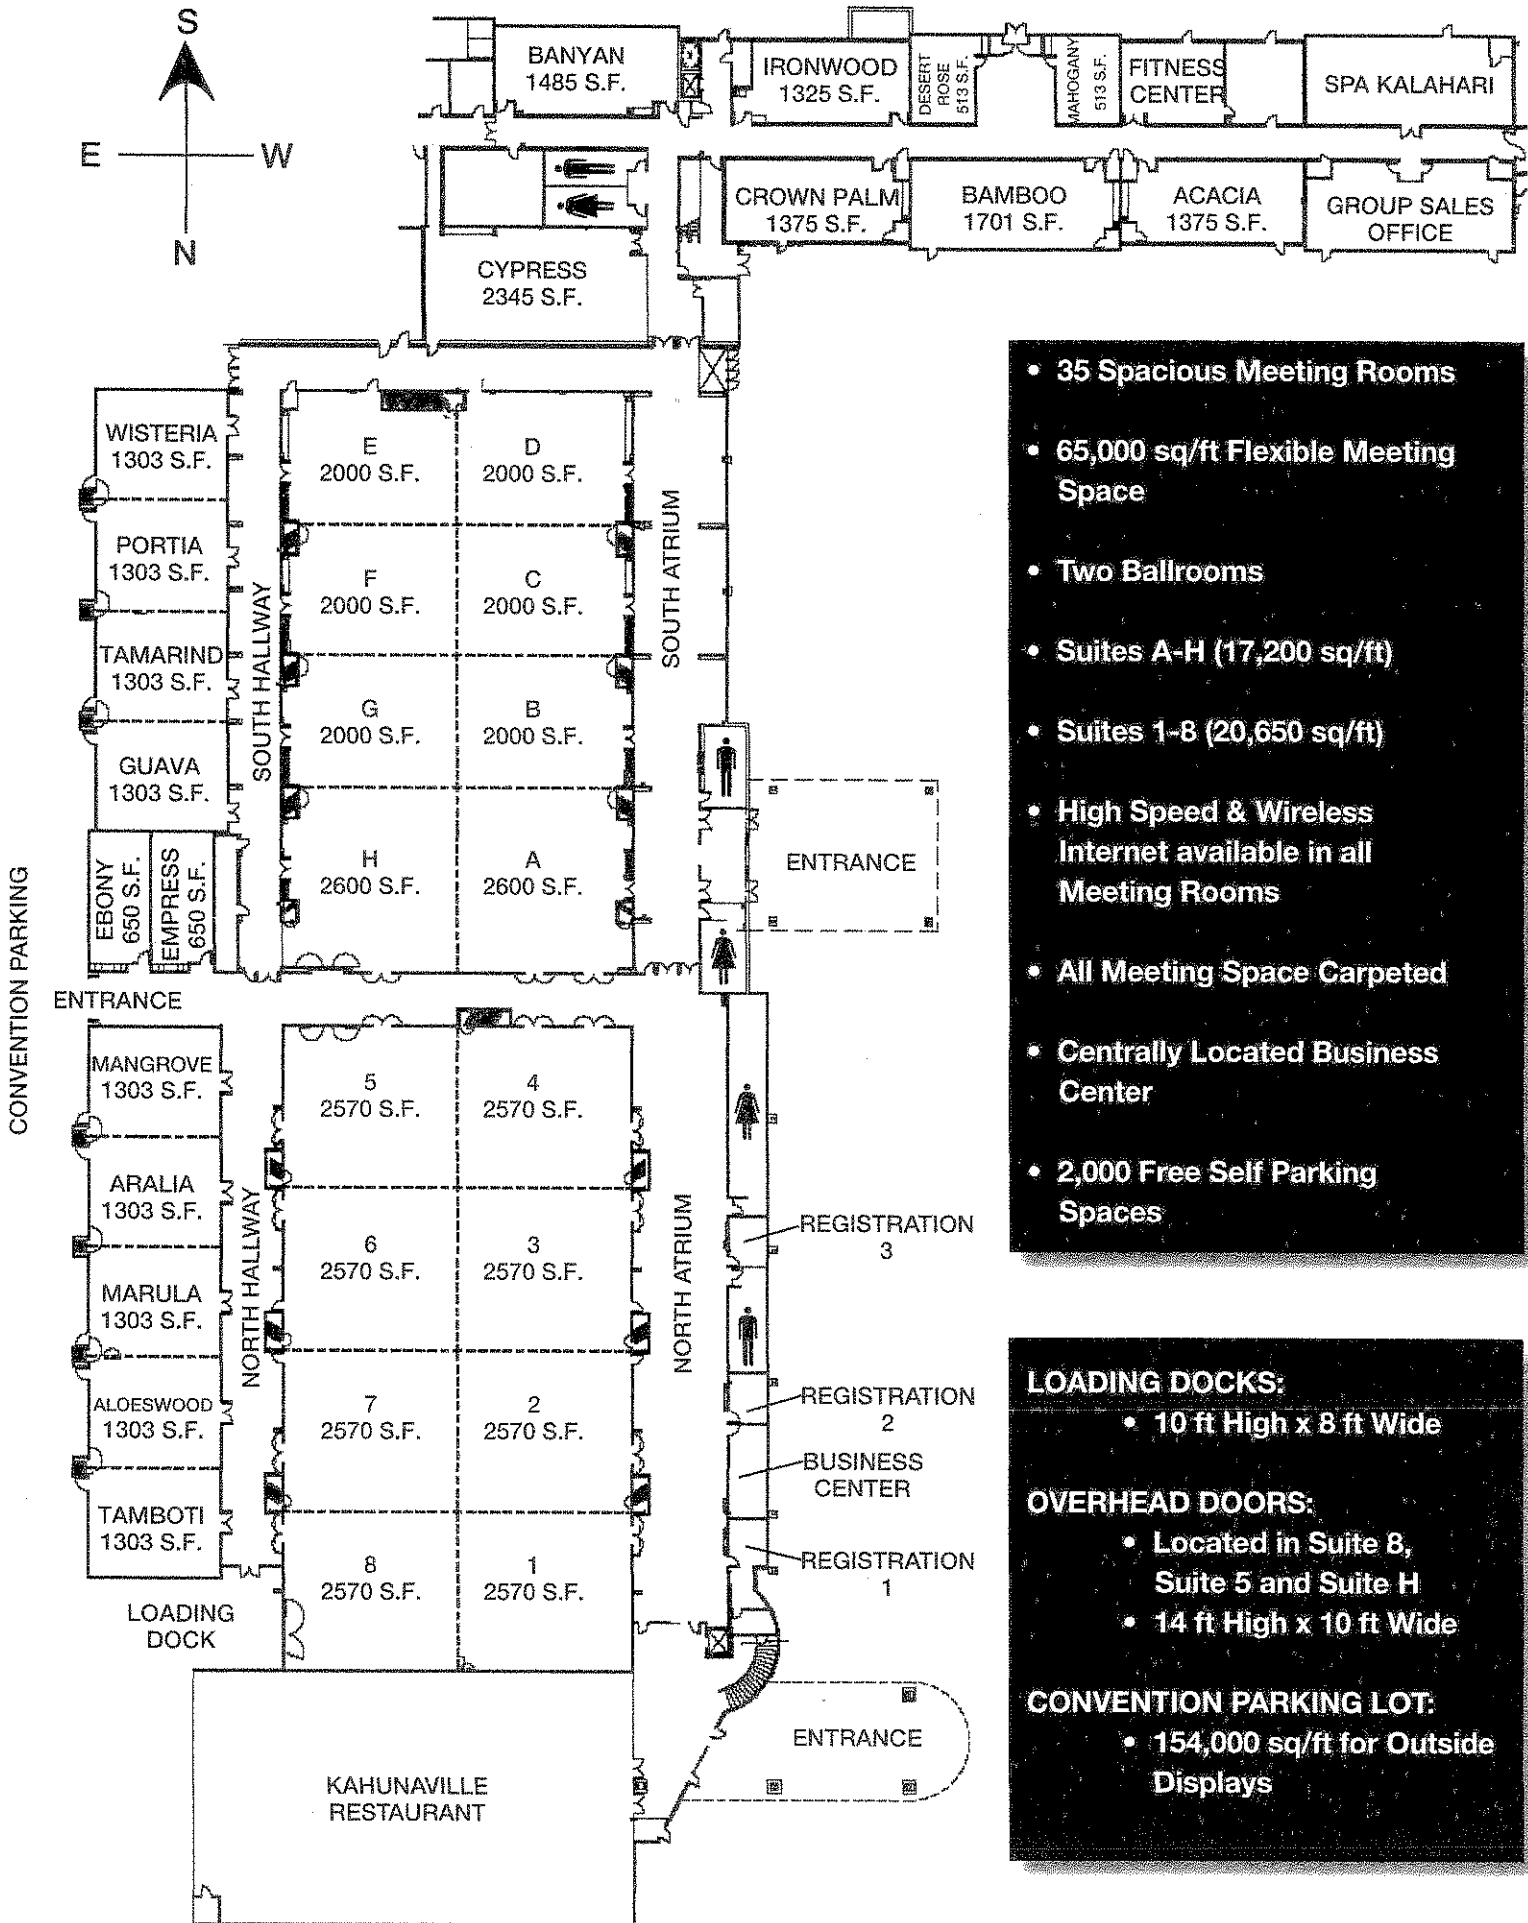 S
E
W
N
BANYAN
1485 S.F.
IRONWOOD
1325 S.F.
DESERT
ROSE
513 S.F.
MAHOGANY
513 S.F.
FITNESS
CENTER
SPA KALAHARI
CROWN PALM
1375 S.F.
BAMBOO
1701 S.F.
ACACIA
1375 S.F.
GROUP SALES
OFFICE
CYPRESS
2345 S.F.
WISTERIA
1303 S.F.
PORTIA
1303 S.F.
TAMARIND
1303 S.F.
GUAVA
1303 S.F.
EBONY
650 S.F.
EMPRESS
650 S.F.
SOUTH HALLWAY
E
2000 S.F.
D
2000 S.F.
F
2000 S.F.
C
2000 S.F.
G
2000 S.F.
B
2000 S.F.
H
2600 S.F.
A
2600 S.F.
SOUTH ATRIUM
ENTRANCE
CONVENTION PARKING
ENTRANCE
MANGROVE
1303 S.F.
ARALIA
1303 S.F.
MARULA
1303 S.F.
ALOESWOOD
1303 S.F.
TAMBOTI
1303 S.F.
NORTH HALLWAY
5
2570 S.F.
4
2570 S.F.
6
2570 S.F.
3
2570 S.F.
7
2570 S.F.
2
2570 S.F.
8
2570 S.F.
1
2570 S.F.
NORTH ATRIUM
REGISTRATION
3
REGISTRATION
2
BUSINESS
CENTER
REGISTRATION
1
LOADING
DOCK
ENTRANCE
KAHUNAVILLE
RESTAURANT
• 35 Spacious Meeting Rooms
• 65,000 sq/ft Flexible Meeting
Space
• Two Ballrooms
• Suites A-H (17,200 sq/ft)
• Suites 1-8 (20,650 sq/ft)
• High Speed & Wireless
Internet available in all
Meeting Rooms
• All Meeting Space Carpeted
• Centrally Located Business
Center
• 2,000 Free Self Parking
Spaces
LOADING DOCKS:
• 10 ft High x 8 ft Wide
OVERHEAD DOORS:
• Located in Suite 8,
Suite 5 and Suite H
• 14 ft High x 10 ft Wide
CONVENTION PARKING LOT:
• 154,000 sq/ft for Outside
Displays